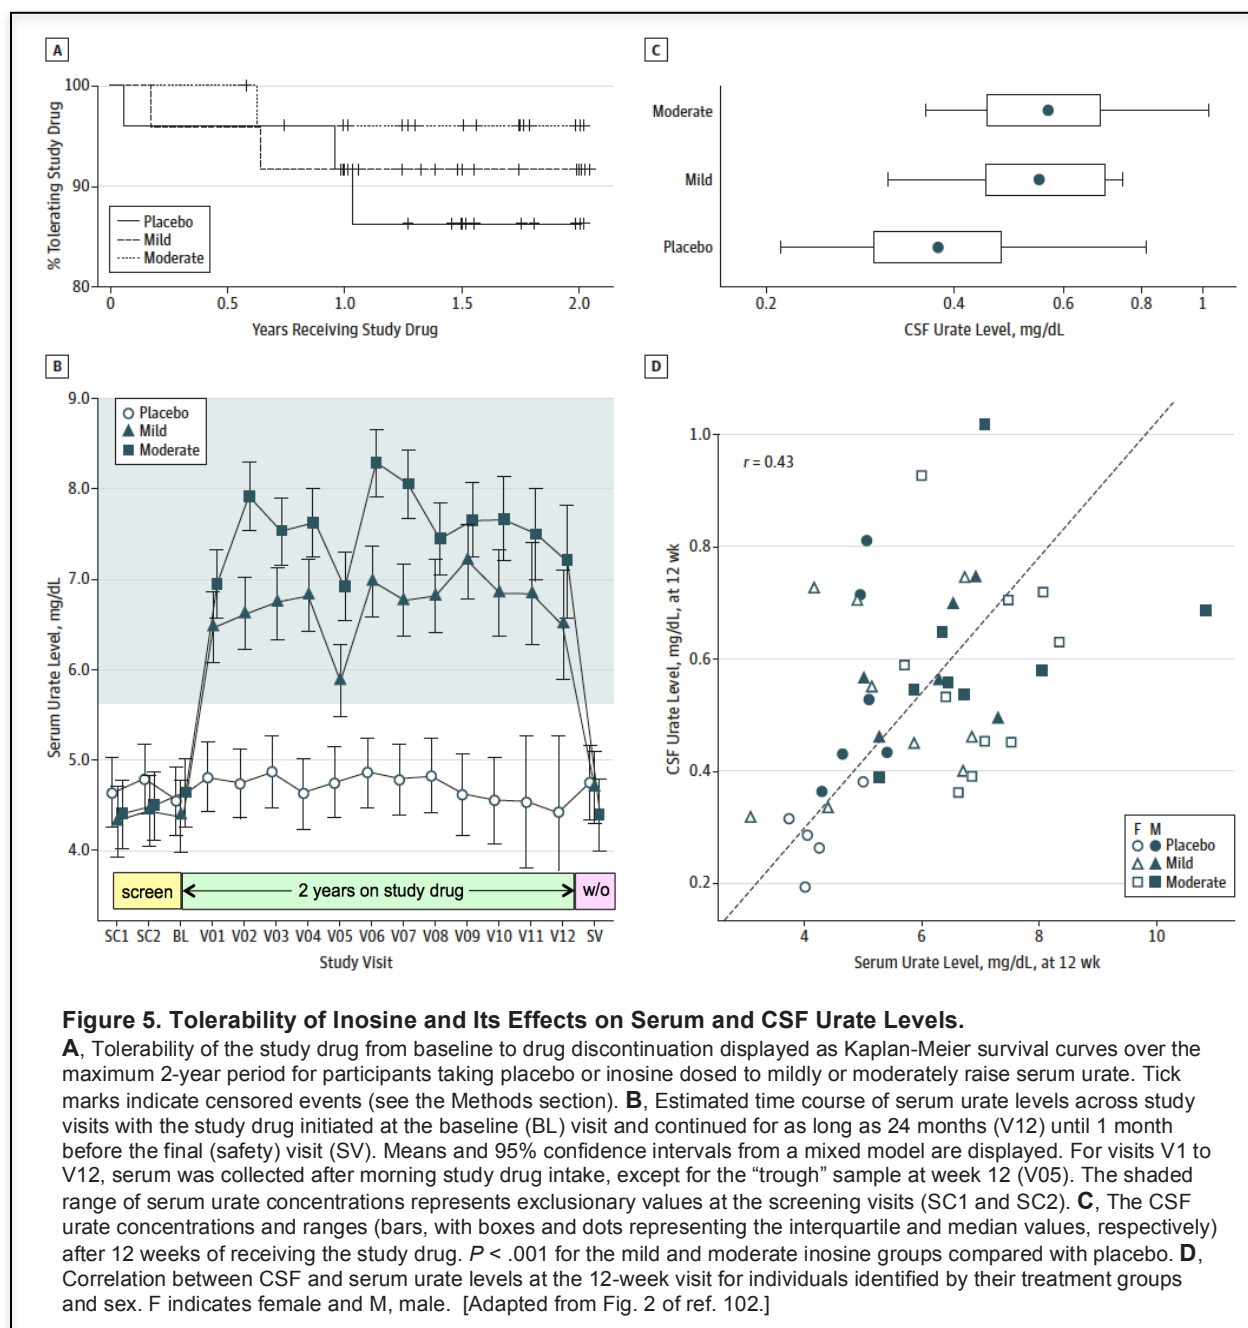 A
100
90
80
% Tolerating Study Drug
Placebo
Mild
Moderate
0 0.5 1.0 1.5 2.0
Years Receiving Study Drug
C
Moderate
Mild
Placebo
0.2 0.4 0.6 0.8 1
CSF Urate Level, mg/dL
B
9.0
8.0
7.0
6.0
5.0
4.0
Serum Urate Level, mg/dL
Placebo
Mild
Moderate
screen 2 years on study drug w/o
SC1 SC2 BL V01 V02 V03 V04 V05 V06 V07 V08 V09 V10 V11 V12 SV
Study Visit
D
1.0
0.8
0.6
0.4
0.2
CSF Urate Level, mg/dL, at 12 wk
r = 0.43
F M
Placebo
Mild
Moderate
4 6 8 10
Serum Urate Level, mg/dL, at 12 wk
Figure 5. Tolerability of Inosine and Its Effects on Serum and CSF Urate Levels.
A, Tolerability of the study drug from baseline to drug discontinuation displayed as Kaplan-Meier survival curves over the
maximum 2-year period for participants taking placebo or inosine dosed to mildly or moderately raise serum urate. Tick
marks indicate censored events (see the Methods section). B, Estimated time course of serum urate levels across study
visits with the study drug initiated at the baseline (BL) visit and continued for as long as 24 months (V12) until 1 month
before the final (safety) visit (SV). Means and 95% confidence intervals from a mixed model are displayed. For visits V1 to
V12, serum was collected after morning study drug intake, except for the “trough” sample at week 12 (V05). The shaded
range of serum urate concentrations represents exclusionary values at the screening visits (SC1 and SC2). C, The CSF
urate concentrations and ranges (bars, with boxes and dots representing the interquartile and median values, respectively)
after 12 weeks of receiving the study drug. P < .001 for the mild and moderate inosine groups compared with placebo. D,
Correlation between CSF and serum urate levels at the 12-week visit for individuals identified by their treatment groups
and sex. F indicates female and M, male. [Adapted from Fig. 2 of ref. 102.]